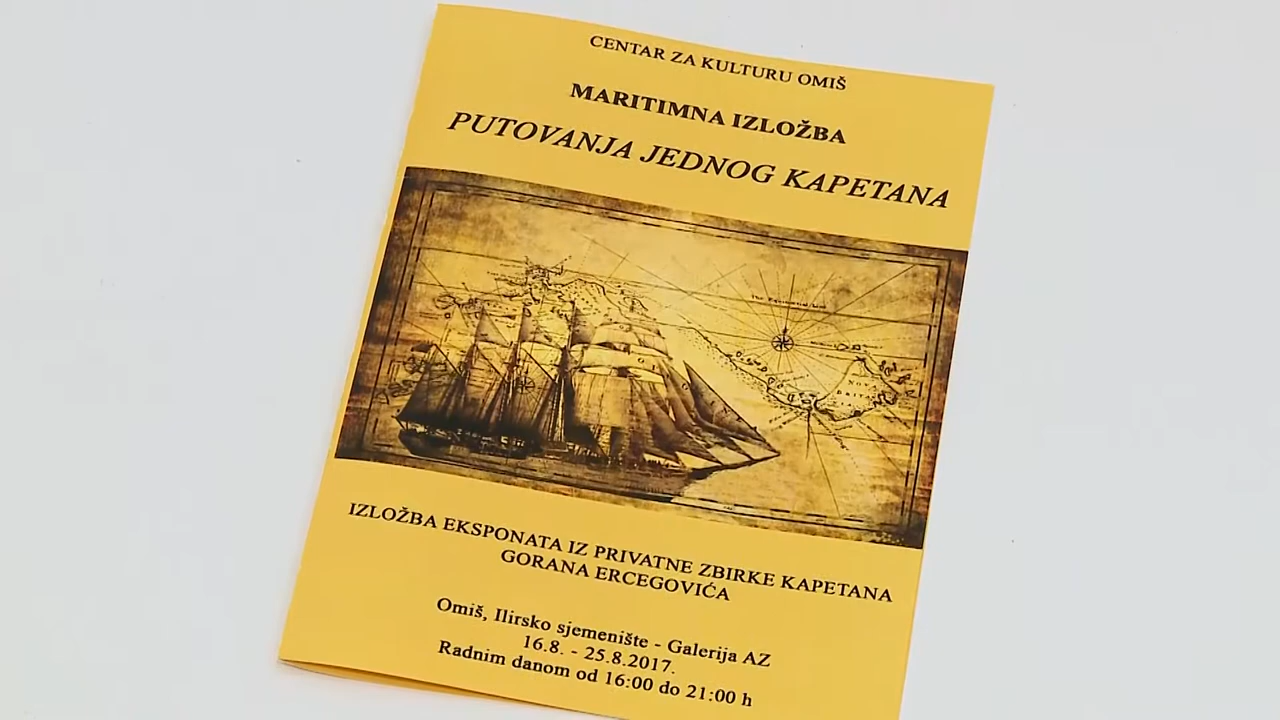 CENTAR ZA KULTURU OMIŠ
MARITIMNA IZLOŽBA
PUTOVANJA JEDNOG KAPETANA
IZLOŽBA EKSPONATA IZ PRIVATNE ZBIRKE KAPETANA
GORANA ERCEGOVIĆA
Omiš, Ilirsko sjemenište - Galerija AZ
16.8. - 25.8.2017.
Radnim danom od 16:00 do 21:00 h